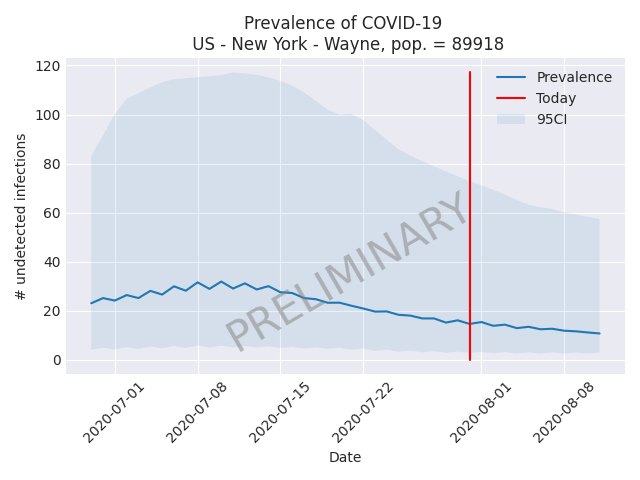 Prevalence of COVID-19
US - New York - Wayne, pop. = 89918
120
100
80
60
40
20
0
# undetected infections
Prevalence
Today
95CI
PRELIMINARY
2020-07-01
2020-07-08
2020-07-15
2020-07-22
2020-08-01
2020-08-08
Date